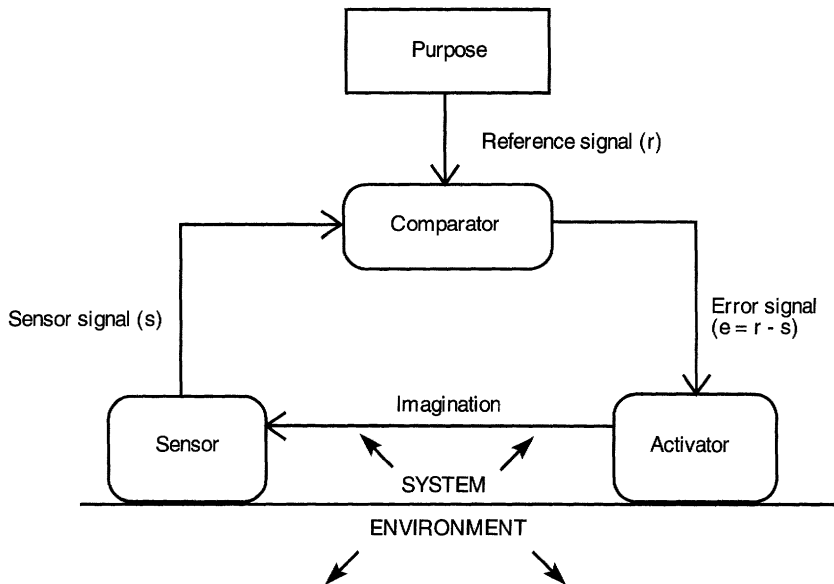 Purpose
Reference signal (r)
Comparator
Sensor signal (s)
Error signal
(e = r - s)
Imagination
Sensor
Activator
SYSTEM
ENVIRONMENT